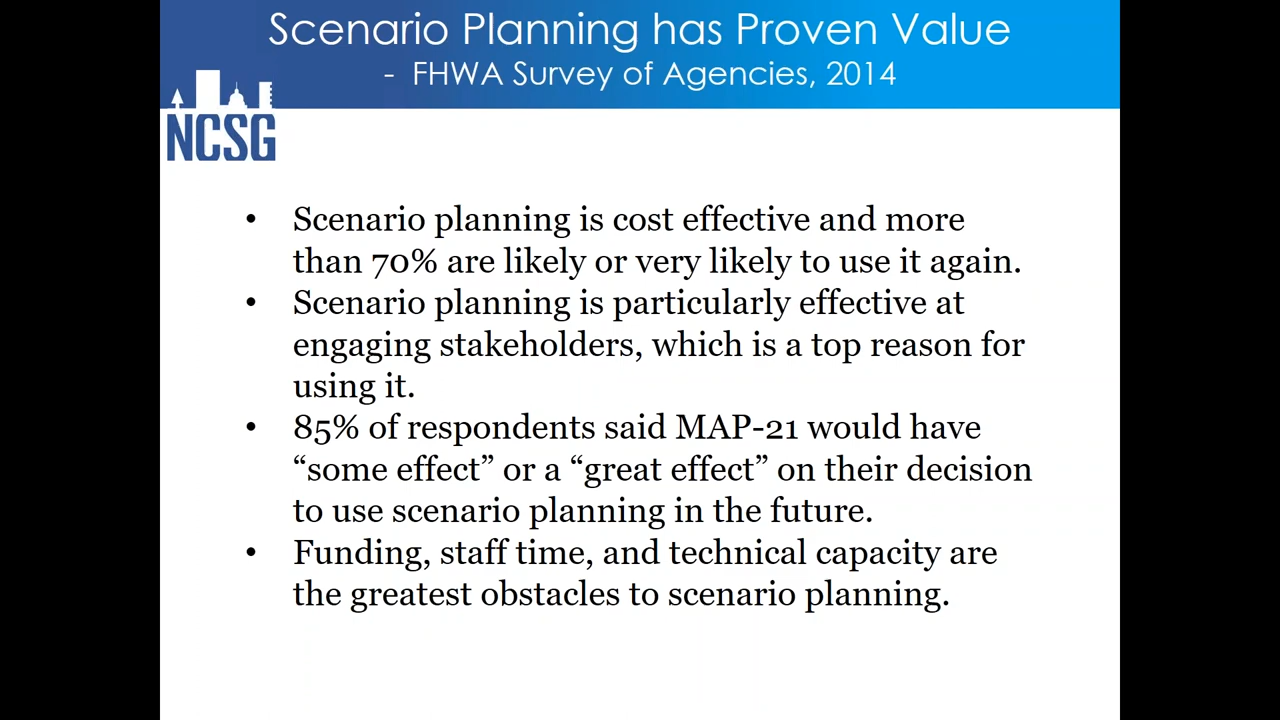 Scenario Planning has Proven Value
- FHWA Survey of Agencies, 2014
NCSG
• Scenario planning is cost effective and more
than 70% are likely or very likely to use it again.
• Scenario planning is particularly effective at
engaging stakeholders, which is a top reason for
using it.
• 85% of respondents said MAP-21 would have
“some effect” or a “great effect” on their decision
to use scenario planning in the future.
• Funding, staff time, and technical capacity are
the greatest obstacles to scenario planning.